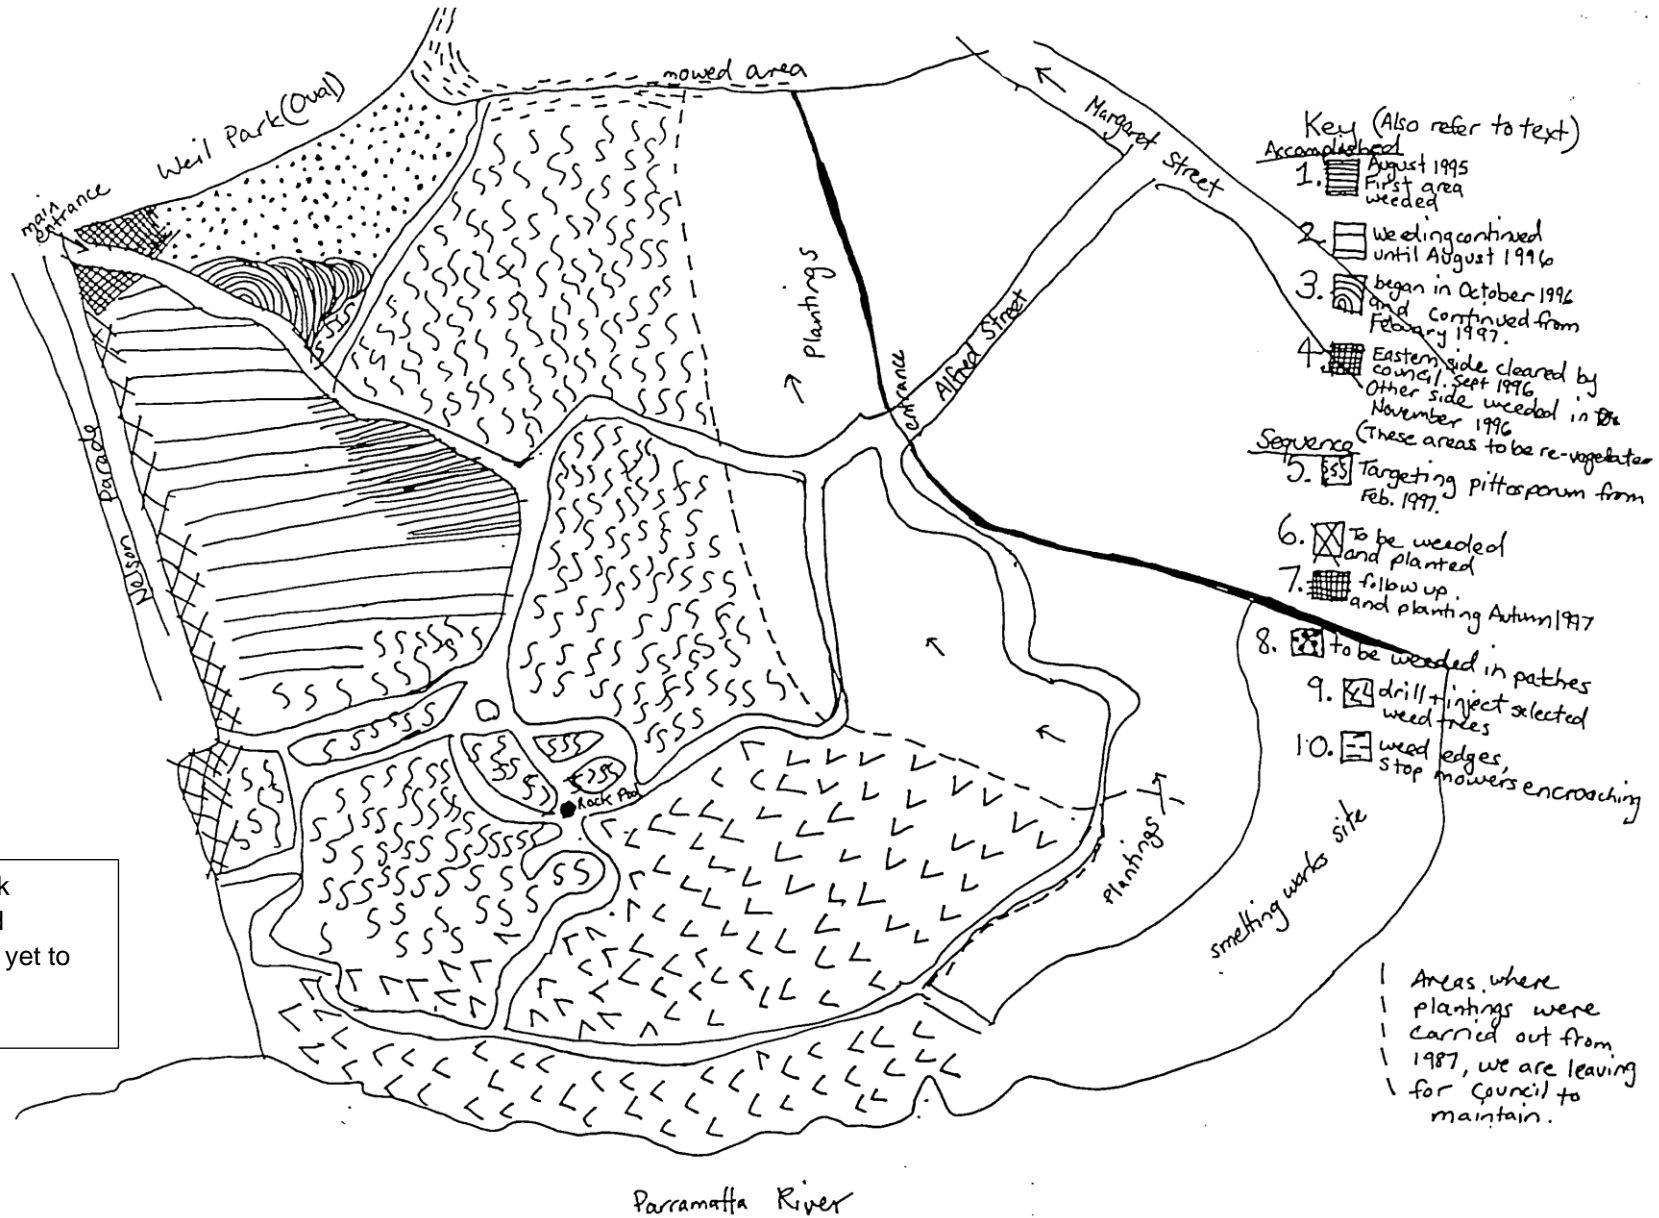 mowed area
Weil Park (Oval)
main
entrance
Margaret Street
Plantings
Alfred Street
entrance
Nelson Parade
Rock Pool
Plantings
smelting works site
Parramatta River
Key (Also refer to text)
Accomplished
1. August 1995
First area
weeded
2. Weeding continued
until August 1996
3. began in October 1996
and continued from
Febuary 1997.
4. Eastern side cleared by
council. Sept 1996
Other side weeded in
November 1996
(These areas to be re-vegetate
Sequence
5. Targeting pittosporum from
Feb. 1997.
6. To be weeded
and planted
7. follow up.
and planting Autumn 1997
8. to be weeded in patches
9. drill + inject selected
weed trees
10. weed edges,
Stop mowers encroaching
Areas where
plantings were
carried out from
1987, we are leaving
for Council to
maintain.
k
yet to